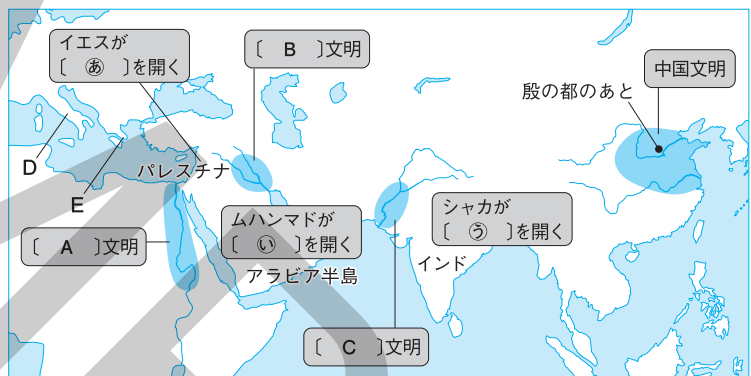 イエスが
〔 あ 〕を開く
〔 B 〕文明
中国文明
殷の都のあと
D
E
パレスチナ
ムハンマドが
〔 い 〕を開く
アラビア半島
シャカが
〔 う 〕を開く
インド
〔 A 〕文明
〔 C 〕文明